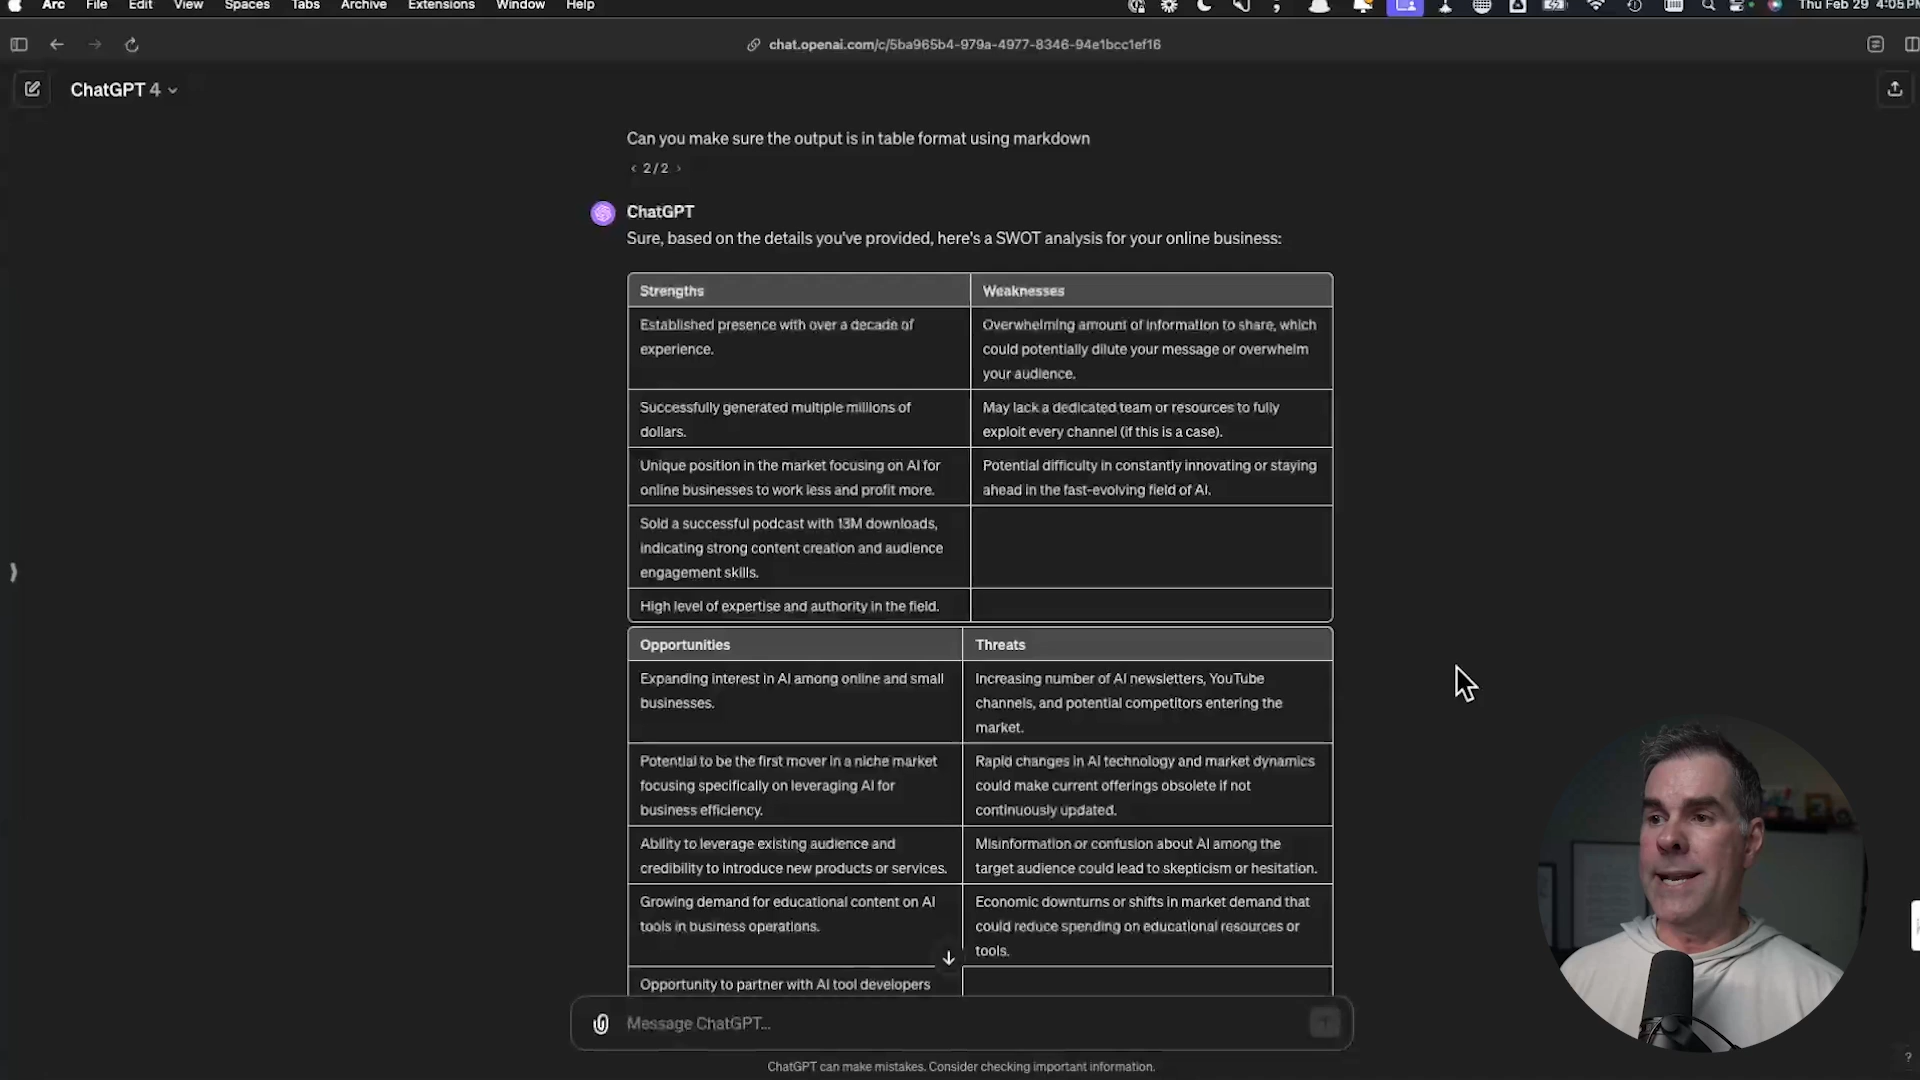 Arc File Edit View Spaces Tabs Archive Extensions Window Help Thu Feb 29 4:05 PM
chat.openai.com/c/5ba965b4-979a-4977-8346-94e1bcc1ef16
ChatGPT 4
Can you make sure the output is in table format using markdown
2/2
ChatGPT
Sure, based on the details you've provided, here's a SWOT analysis for your online business:
Strengths Weaknesses
Established presence with over a decade of
experience.
Overwhelming amount of information to share, which
could potentially dilute your message or overwhelm
your audience.
Successfully generated multiple millions of
dollars.
May lack a dedicated team or resources to fully
exploit every channel (if this is a case).
Unique position in the market focusing on AI for
online businesses to work less and profit more.
Potential difficulty in constantly innovating or staying
ahead in the fast-evolving field of AI.
Sold a successful podcast with 13M downloads,
indicating strong content creation and audience
engagement skills.
High level of expertise and authority in the field.
Opportunities Threats
Expanding interest in AI among online and small
businesses.
Increasing number of AI newsletters, YouTube
channels, and potential competitors entering the
market.
Potential to be the first mover in a niche market
focusing specifically on leveraging AI for
business efficiency.
Rapid changes in AI technology and market dynamics
could make current offerings obsolete if not
continuously updated.
Ability to leverage existing audience and
credibility to introduce new products or services.
Misinformation or confusion about AI among the
target audience could lead to skepticism or hesitation.
Growing demand for educational content on AI
tools in business operations.
Economic downturns or shifts in market demand that
could reduce spending on educational resources or
tools.
Opportunity to partner with AI tool developers
Message ChatGPT...
ChatGPT can make mistakes. Consider checking important information.
?